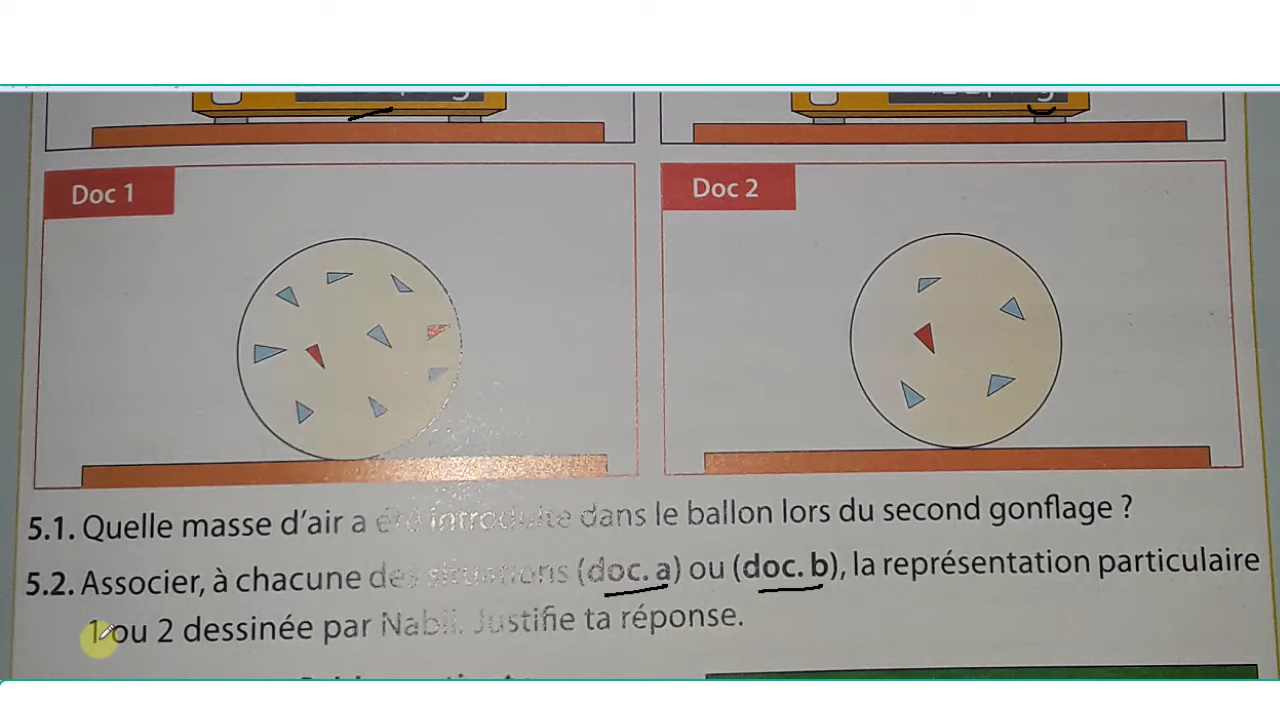 Doc 1
Doc 2
5.1. Quelle masse d'air a été introduite dans le ballon lors du second gonflage ?
5.2. Associer, à chacune des situations (doc. a) ou (doc. b), la représentation particulaire
1 ou 2 dessinée par Nabil. Justifie ta réponse.